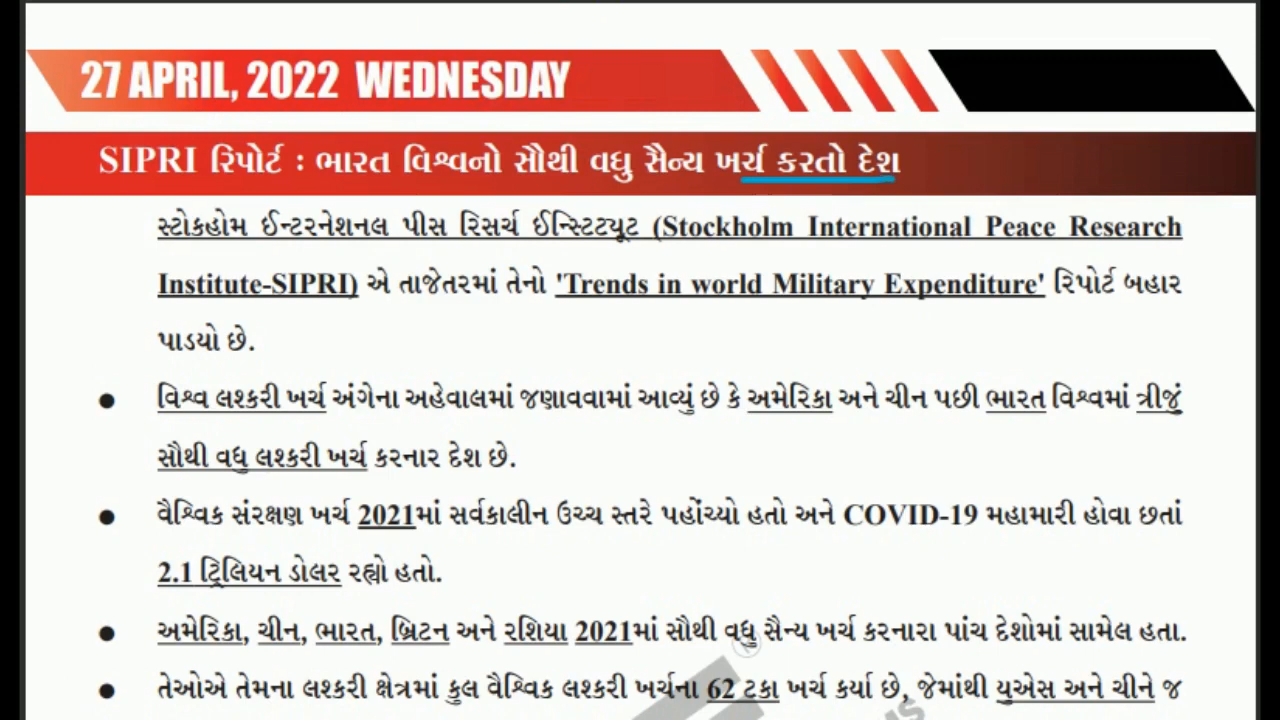 27 APRIL, 2022 WEDNESDAY
SIPRI રિપોર્ટ : ભારત વિશ્વનો સૌથી વધુ સૈન્ય ખર્ચ કરતો દેશ
સ્ટોકહોમ ઈન્ટરનેશનલ પીસ રિસર્ચ ઈન્સ્ટિટ્યૂટ (Stockholm International Peace Research
Institute-SIPRI) એ તાજેતરમાં તેનો 'Trends in world Military Expenditure' રિપોર્ટ બહાર
પાડયો છે.
● વિશ્વ લશ્કરી ખર્ચ અંગેના અહેવાલમાં જણાવવામાં આવ્યું છે કે અમેરિકા અને ચીન પછી ભારત વિશ્વમાં ત્રીજું
સૌથી વધુ લશ્કરી ખર્ચ કરનાર દેશ છે.
● વૈશ્વિક સંરક્ષણ ખર્ચ 2021માં સર્વકાલીન ઉચ્ચ સ્તરે પહોંચ્યો હતો અને COVID-19 મહામારી હોવા છતાં
2.1 ટ્રિલિયન ડોલર રહ્યો હતો.
● અમેરિકા, ચીન, ભારત, બ્રિટન અને રશિયા 2021માં સૌથી વધુ સૈન્ય ખર્ચ કરનારા પાંચ દેશોમાં સામેલ હતા.
● તેઓએ તેમના લશ્કરી ક્ષેત્રમાં કુલ વૈશ્વિક લશ્કરી ખર્ચના 62 ટકા ખર્ચ કર્યા છે, જેમાંથી યુએસ અને ચીને જ